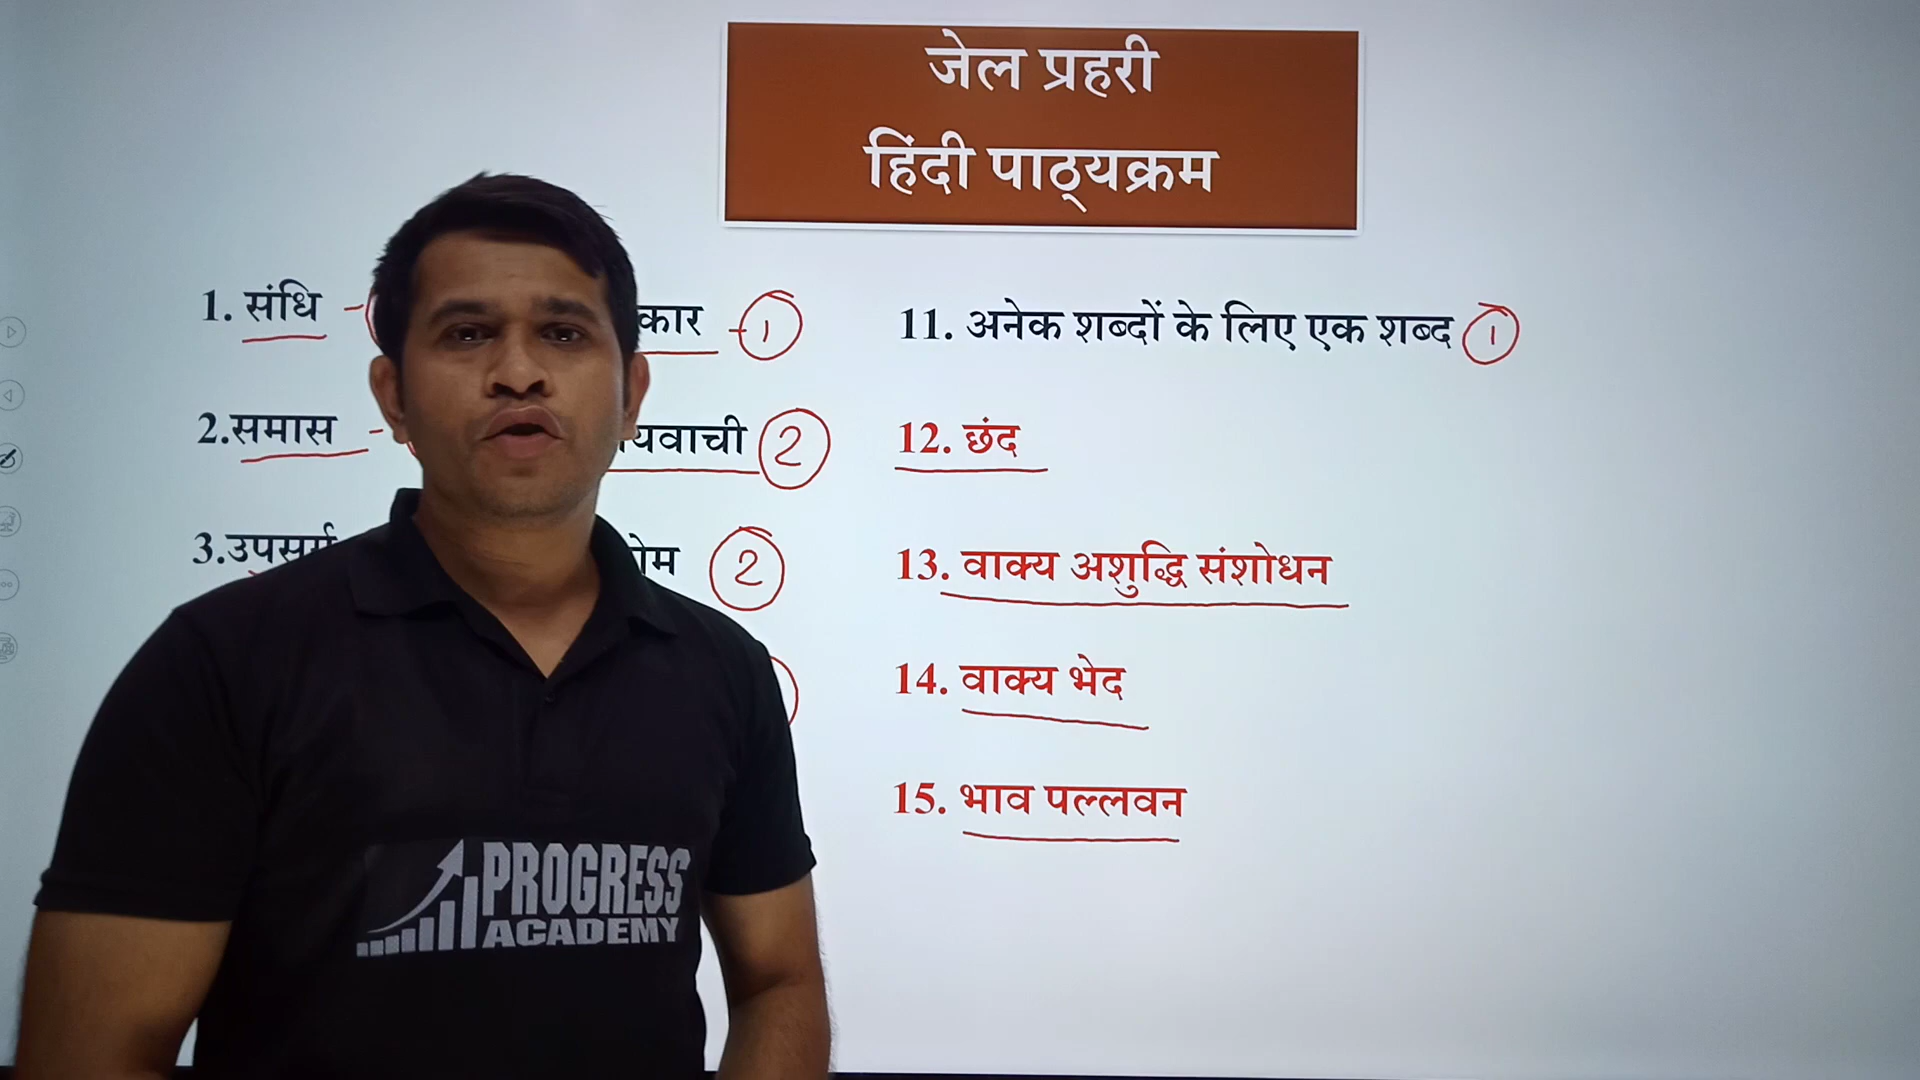 जेल प्रहरी
हिंदी पाठ्यक्रम
1. संधि -
-1
2.समास -
2
3.उपसर्ग
2
11. अनेक शब्दों के लिए एक शब्द 1
12. छंद
13. वाक्य अशुद्धि संशोधन
14. वाक्य भेद
15. भाव पल्लवन
PROGRESS
ACADEMY